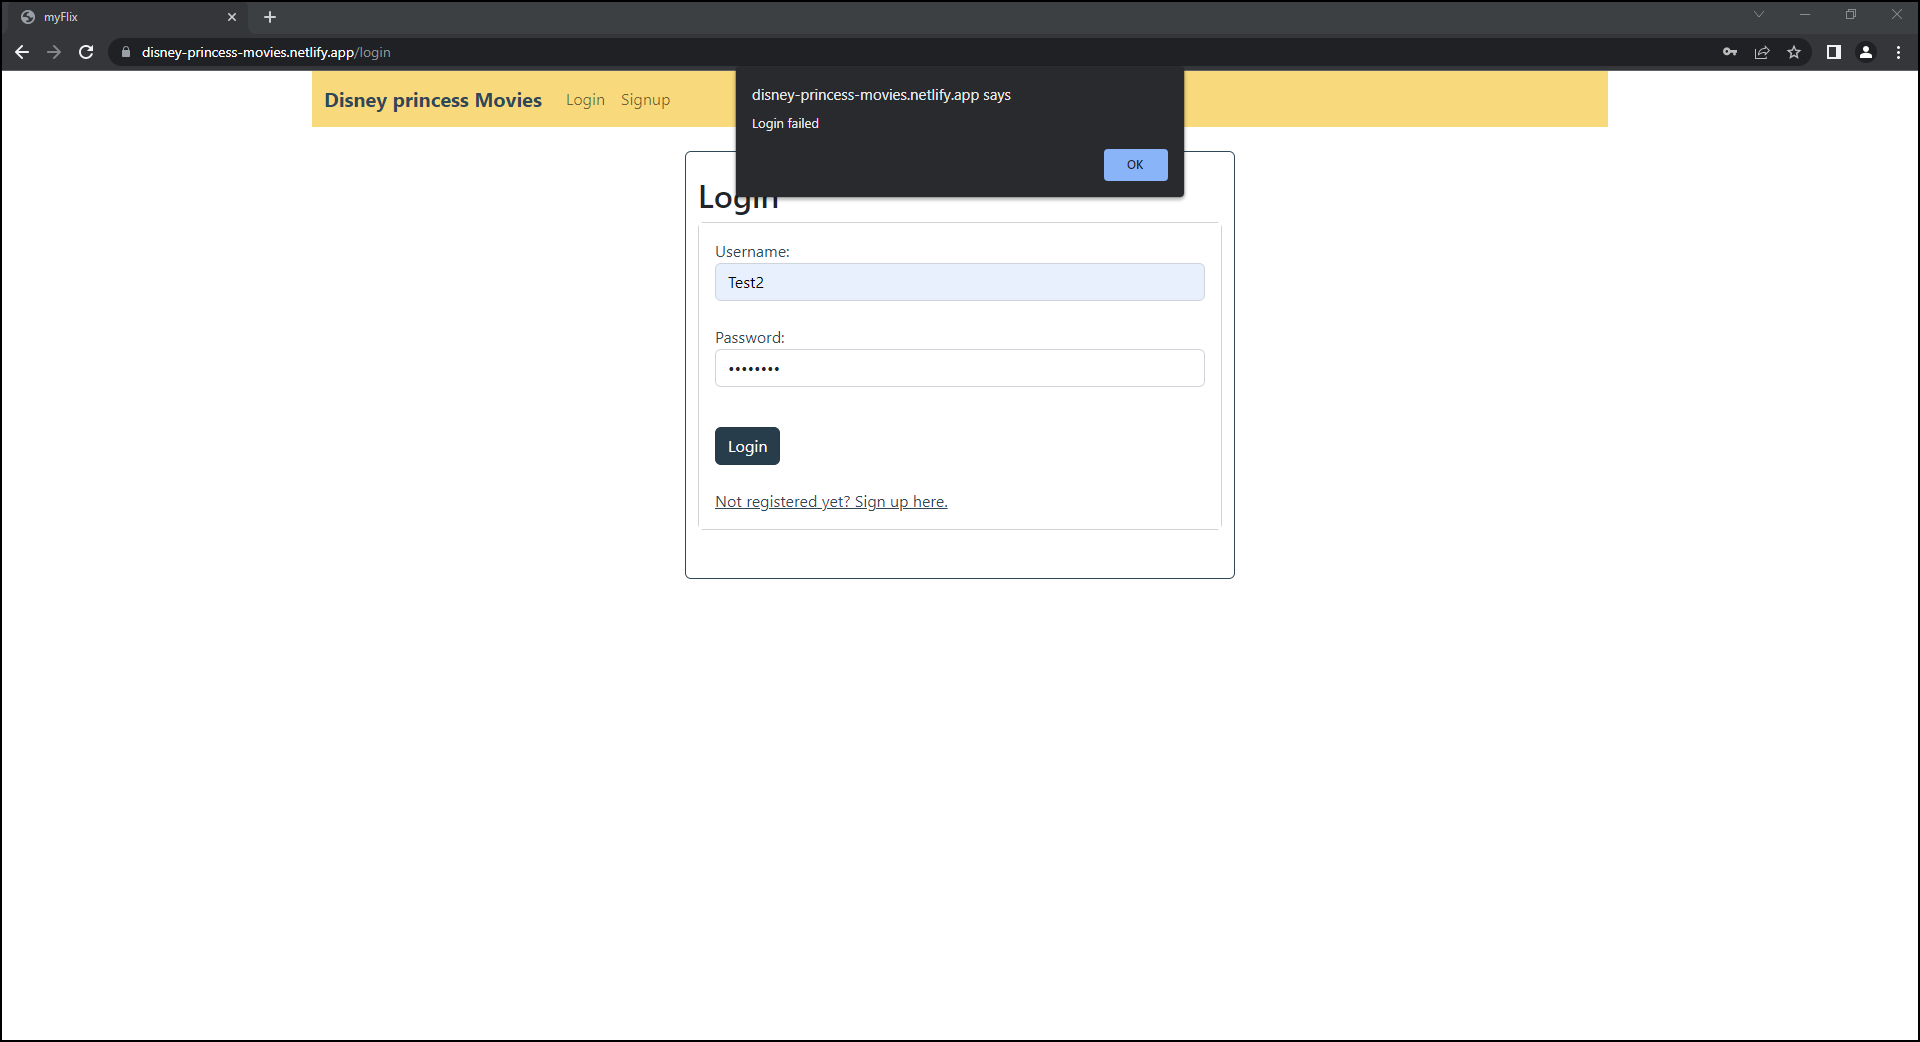 myFlix
disney-princess-movies.netlify.app/login
Disney princess Movies Login Signup
disney-princess-movies.netlify.app says
Login failed
OK
Login
Username:
Test2
Password:
••••••••
Login
Not registered yet? Sign up here.